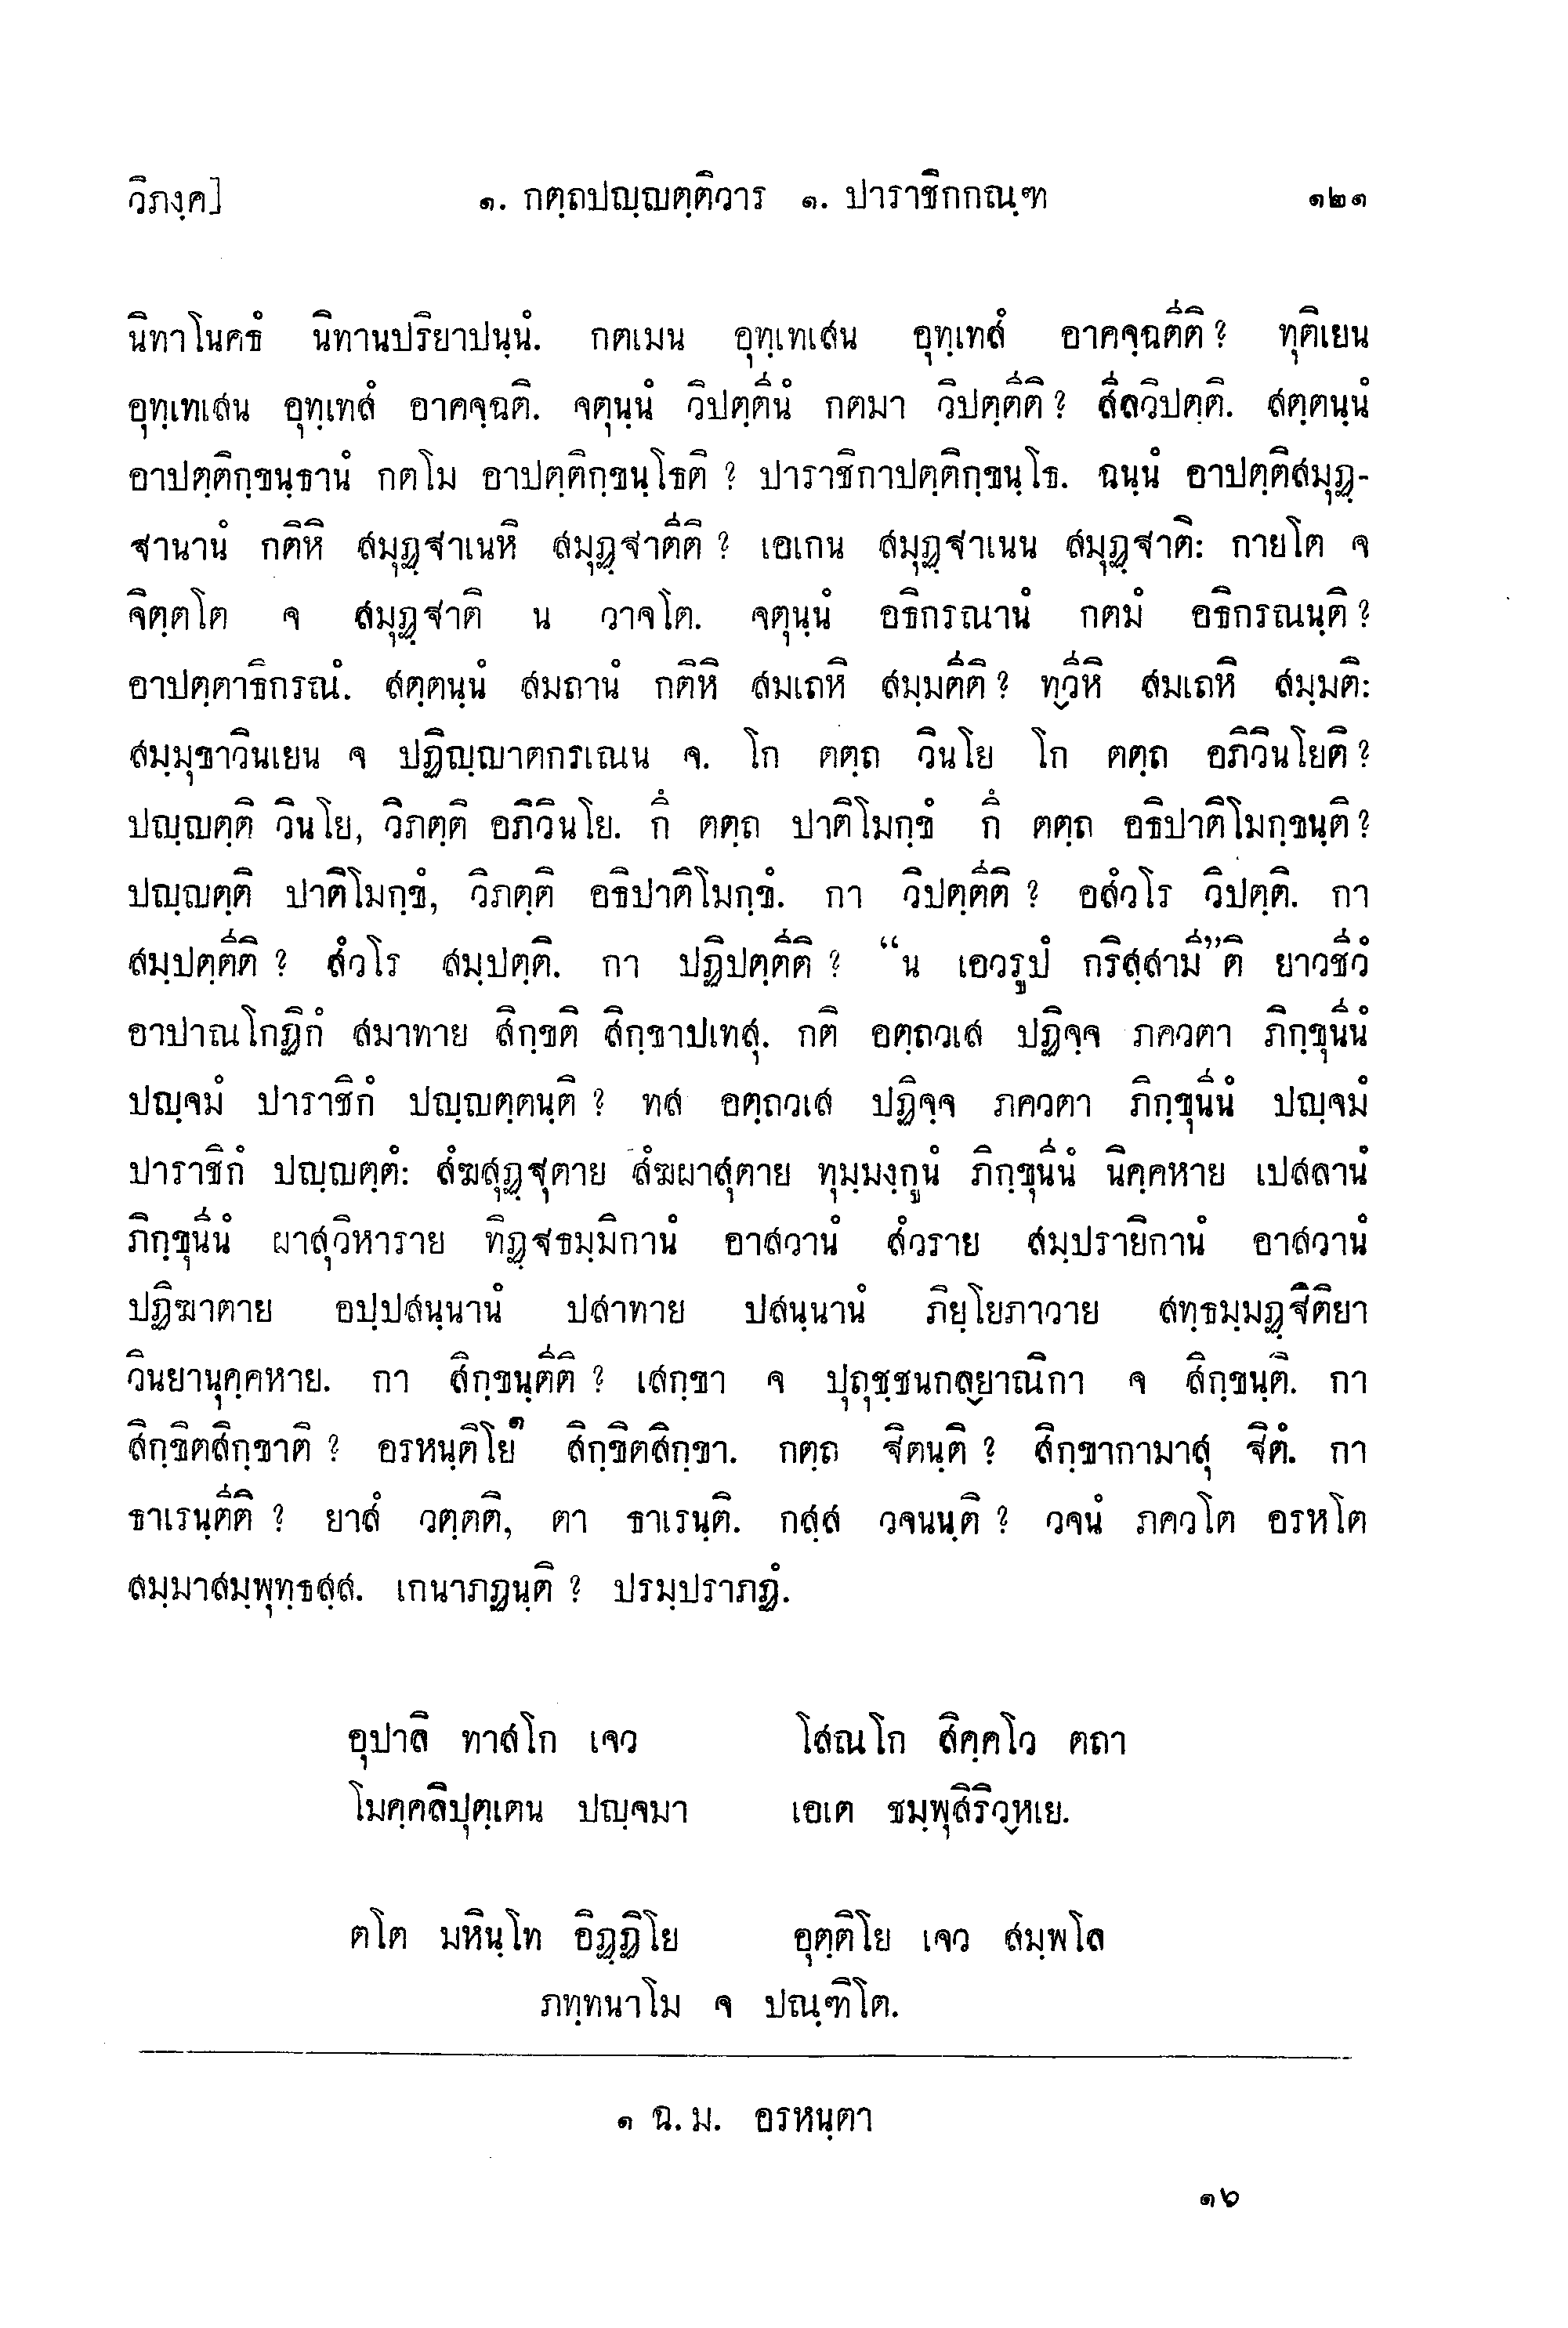 วิภงฺค]
๑. กตฺถปญฺญตฺติวาร ๑. ปาราชิกกณฺฑ
๑๒๑
นิทาโนคธํ นิทานปริยาปนฺนํ. กตเมน อุทฺเทเสน อุทฺเทสํ อาคจฺฉตีติ? ทุติเยน
อุทฺเทเสน อุทฺเทสํ อาคจฺฉติ. จตุนฺนํ วิปตฺตีนํ กตมา วิปตฺตีติ? สีลวิปตฺติ. สตฺตนฺนํ
อาปตฺติกฺขนฺธานํ กตโม อาปตฺติกฺขนฺโธติ? ปาราชิกาปตฺติกฺขนฺโธ. ฉนฺนํ อาปตฺติสมุฏฺ-
ฐานานํ กติหิ สมุฏฺฐาเนหิ สมุฏฺฐาตีติ? เอเกน สมุฏฺฐาเนน สมุฏฺฐาติ: กายโต จ
จิตฺตโต จ สมุฏฺฐาติ น วาจโต. จตุนฺนํ อธิกรณานํ กตมํ อธิกรณนฺติ?
อาปตฺตาธิกรณํ. สตฺตนฺนํ สมถานํ กติหิ สมเถหิ สมฺมตีติ? ทฺวีหิ สมเถหิ สมฺมติ:
สมฺมุขาวินเยน จ ปฏิญฺญาตกรเณน จ. โก ตตฺถ วินโย โก ตตฺถ อภิวินโยติ?
ปญฺญตฺติ วินโย, วิภตฺติ อภิวินโย. กึ ตตฺถ ปาติโมกฺขํ กึ ตตฺถ อธิปาติโมกฺขนฺติ?
ปญฺญตฺติ ปาติโมกฺขํ, วิภตฺติ อธิปาติโมกฺขํ. กา วิปตฺตีติ? อสํวโร วิปตฺติ. กา
สมฺปตฺตีติ? สํวโร สมฺปตฺติ. กา ปฏิปตฺตีติ? “น เอวรูปํ กริสฺสามี”ติ ยาวชีวํ
อาปาณโกฏิกํ สมาทาย สิกฺขติ สิกฺขาปเทสุ. กติ อตฺถวเส ปฏิจฺจ ภควตา ภิกฺขุนีนํ
ปญฺจมํ ปาราชิกํ ปญฺญตฺตนฺติ? ทส อตฺถวเส ปฏิจฺจ ภควตา ภิกฺขุนีนํ ปญฺจมํ
ปาราชิกํ ปญฺญตฺตํ: สํฆสุฏฺฐุตาย สํฆผาสุตาย ทุมฺมงฺกูนํ ภิกฺขุนีนํ นิคฺคหาย เปสลานํ
ภิกฺขุนีนํ ผาสุวิหาราย ทิฏฺฐธมฺมิกานํ อาสวานํ สํวราย สมฺปรายิกานํ อาสวานํ
ปฏิฆาตาย อปฺปสนฺนานํ ปสาทาย ปสนฺนานํ ภิยฺโยภาวาย สทฺธมฺมฏฺฐิติยา
วินยานุคฺคหาย. กา สิกฺขนฺตีติ? เสกฺขา จ ปุถุชฺชนกลฺยาณิกา จ สิกฺขนฺติ. กา
สิกฺขิตสิกฺขาติ? อรหนฺติโย๑ สิกฺขิตสิกฺขา. กตฺถ ฐิตนฺติ? สิกฺขากามาสุ ฐิตํ. กา
ธาเรนฺตีติ? ยาสํ วตฺตติ, ตา ธาเรนฺติ. กสฺส วจนนฺติ? วจนํ ภควโต อรหโต
สมฺมาสมฺพุทฺธสฺส. เกนาภฏนฺติ? ปรมฺปราภฏํ.
อุปาลิ ทาสโก เจว โสณโก สิคฺคโว ตถา
โมคฺคลิปุตฺเตน ปญฺจมา เอเต ชมฺพุสิริวฺหเย.
ตโต มหินฺโท อิฏฺฏิโย อุตฺติโย เจว สมฺพโล
ภทฺทนาโม จ ปณฺฑิโต.
๑ ฉ.ม. อรหนฺตา
๑๖